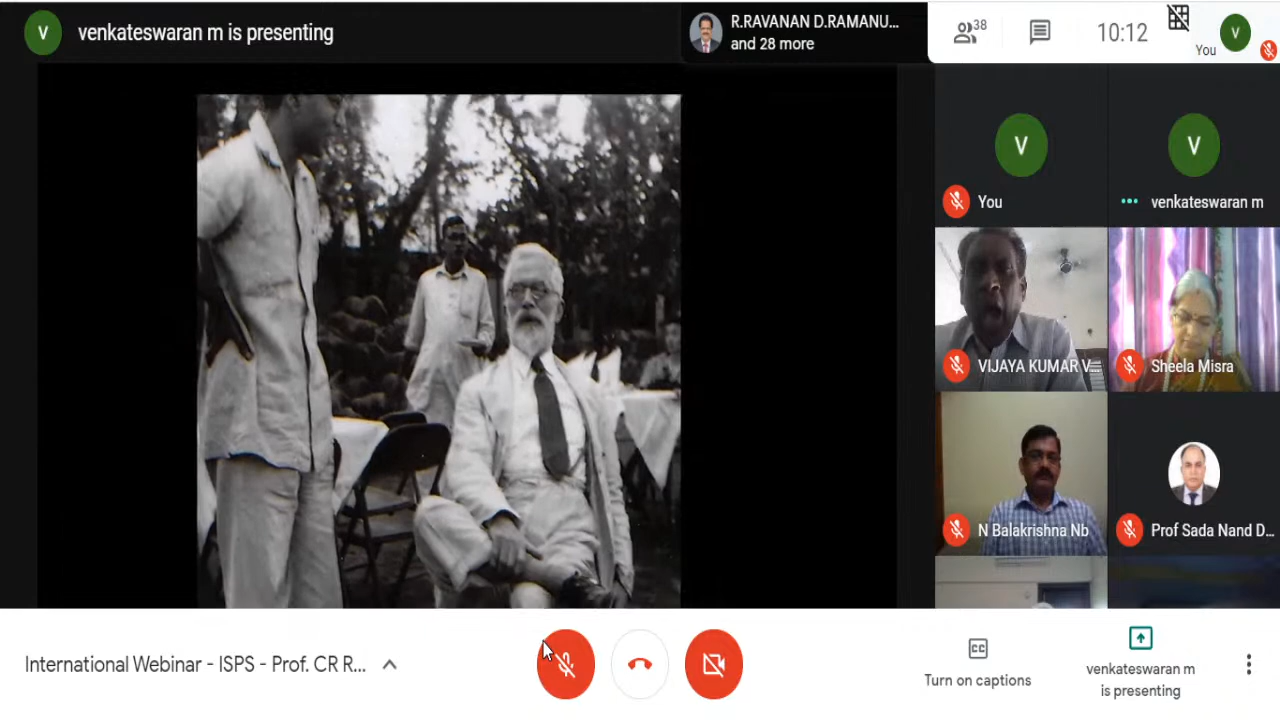 V
venkateswaran m is presenting
R.RAVANAN D.RAMANU...
and 28 more
38
10:12
You
V
V
You
V
venkateswaran m
VIJAYA KUMAR V...
Sheela Misra
N Balakrishna Nb
Prof Sada Nand D...
International Webinar - ISPS - Prof. CR R...
CC
Turn on captions
venkateswaran m
is presenting